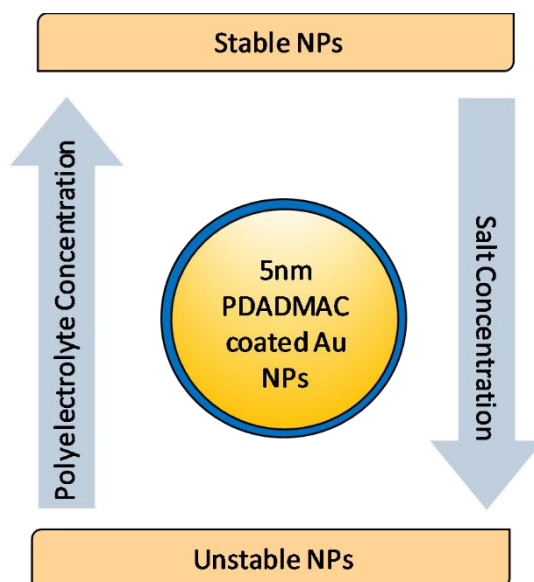 Stable NPs
Polyelectrolyte Concentration
5nm
PDADMAC
coated Au
NPs
Salt Concentration
Unstable NPs